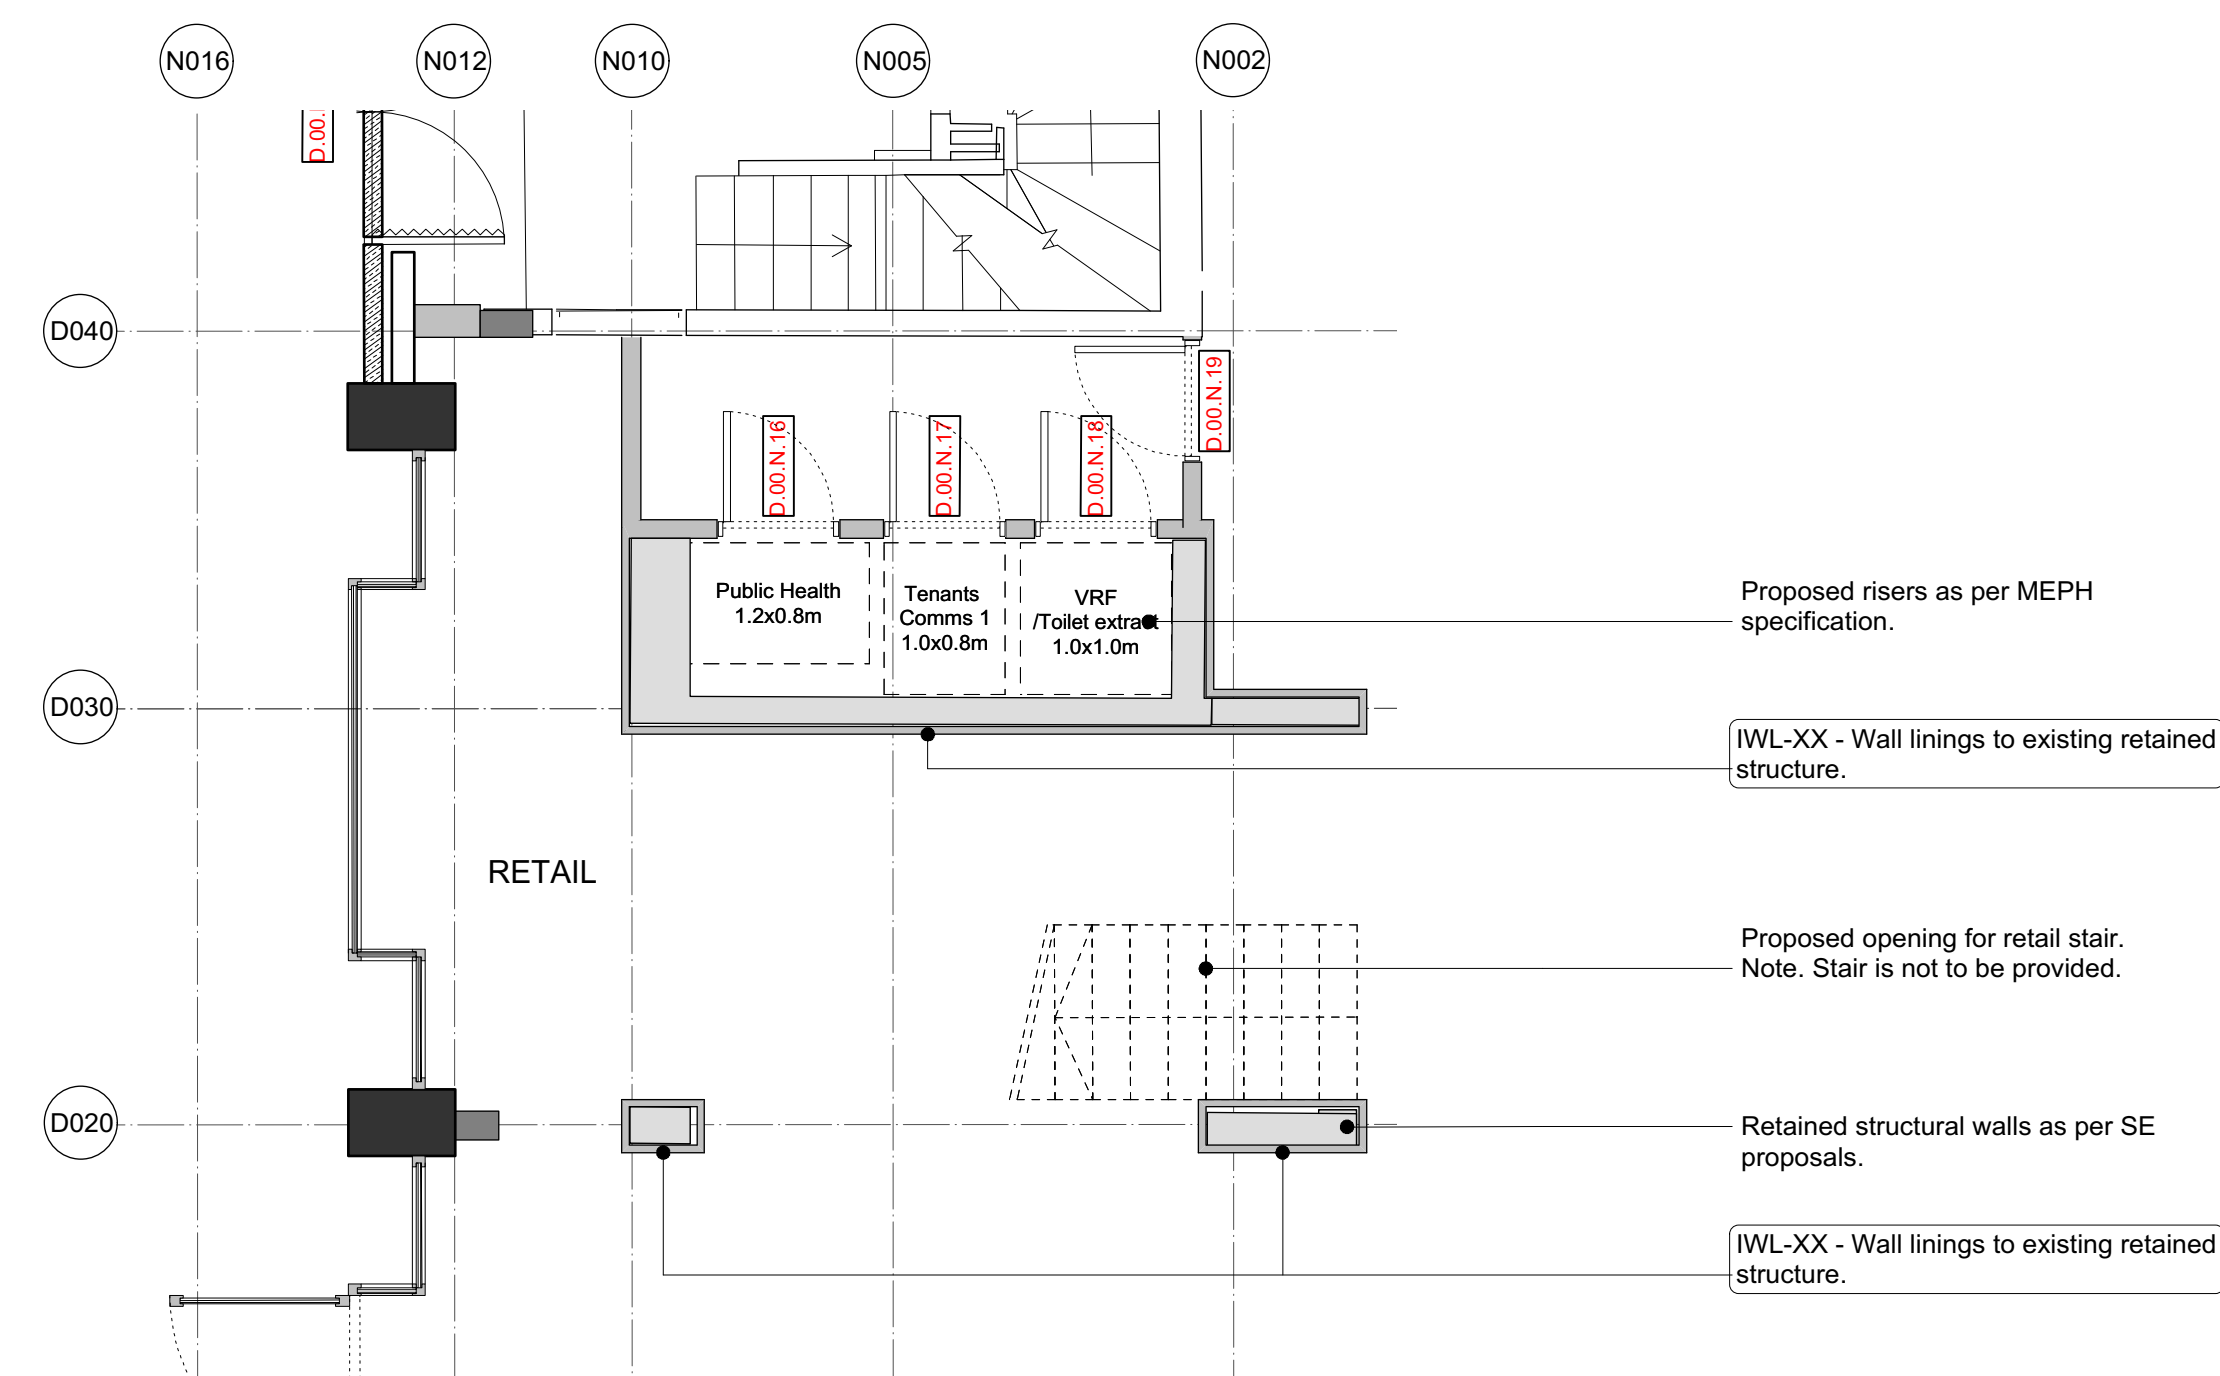 N016
N012
N010
N005
N002
D.00.
D040
D.00.N.19
D.00.N.16
D.00.N.17
D.00.N.18
Public Health
1.2x0.8m
Tenants
Comms 1
1.0x0.8m
VRF
/Toilet extract
1.0x1.0m
Proposed risers as per MEPH
specification.
D030
IWL-XX - Wall linings to existing retained
structure.
RETAIL
Proposed opening for retail stair.
Note. Stair is not to be provided.
D020
Retained structural walls as per SE
proposals.
IWL-XX - Wall linings to existing retained
structure.